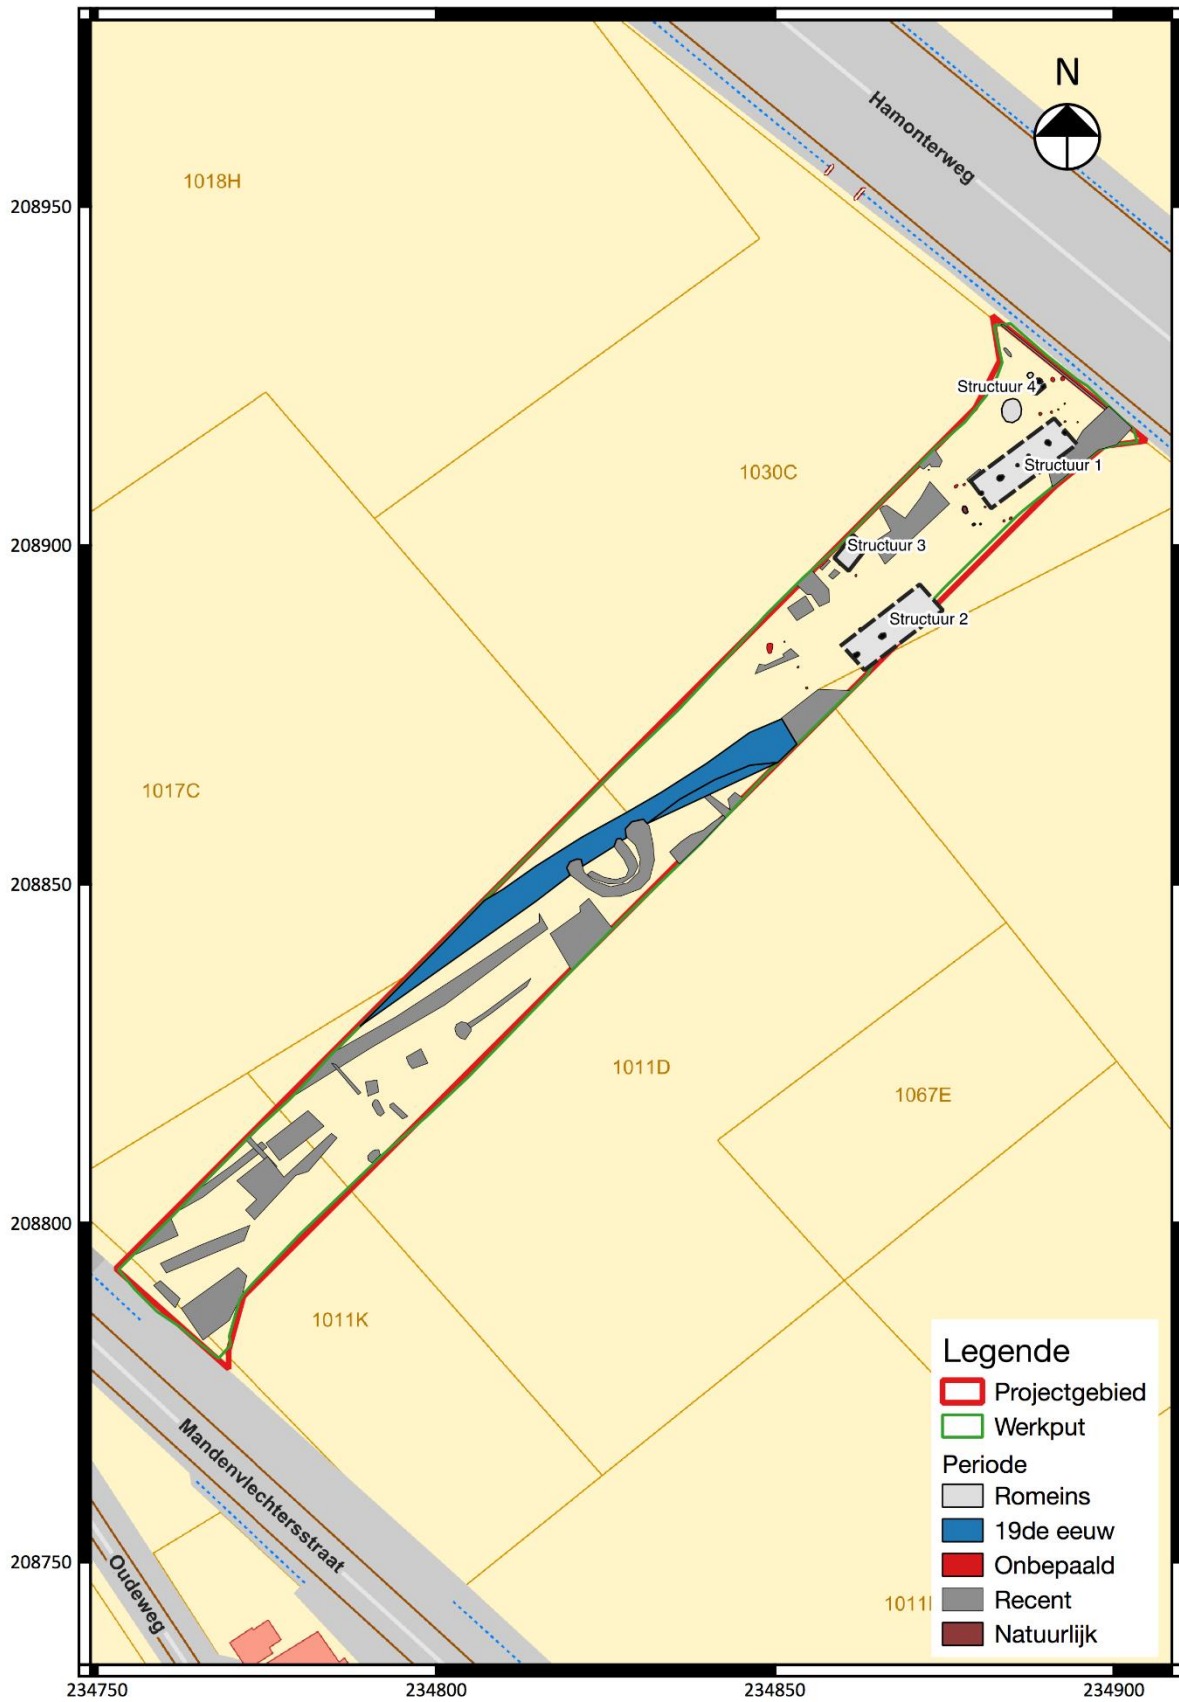 N
Hamonterweg
1018H
208950
Structuur 4
1030C
Structuur 1
208900
Structuur 3
Structuur 2
1017C
208850
1011D
1067E
208800
1011K
Legende
Projectgebied
Werkput
Periode
Romeins
19de eeuw
Onbepaald
Recent
Natuurlijk
Mandenvlechtersstraat
208750
Oudeweg
234750
234800
234850
234900